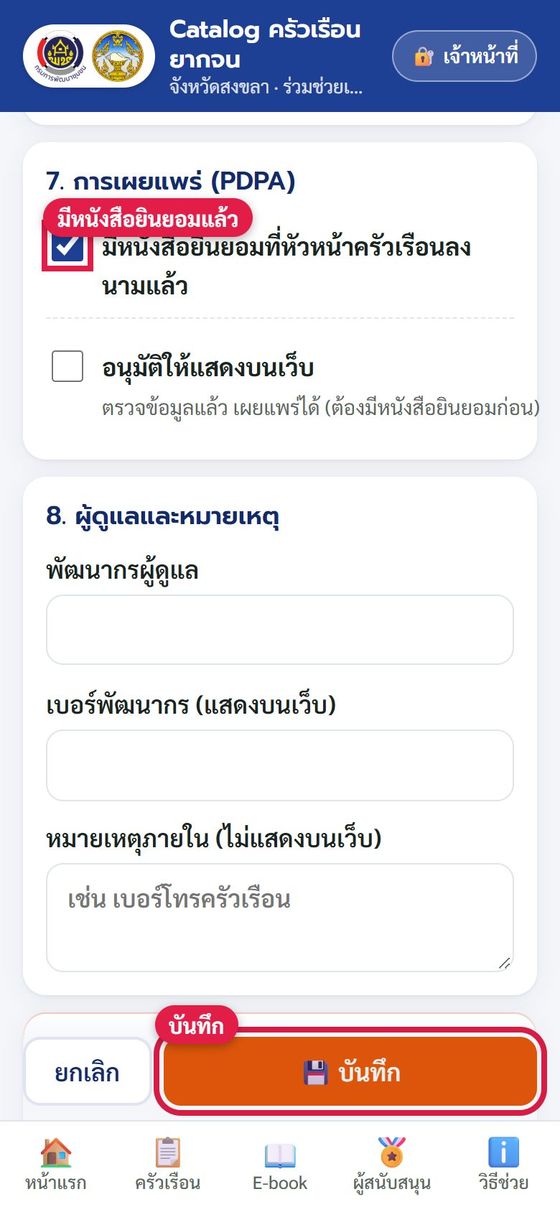 กรมการพัฒนาชุมชน
Catalog ครัวเรือน
ยากจน
จังหวัดสงขลา · ร่วมช่วยเ...
เจ้าหน้าที่
7. การเผยแพร่ (PDPA)
มีหนังสือยินยอมแล้ว
มีหนังสือยินยอมที่หัวหน้าครัวเรือนลง
นามแล้ว
อนุมัติให้แสดงบนเว็บ
ตรวจข้อมูลแล้ว เผยแพร่ได้ (ต้องมีหนังสือยินยอมก่อน)
8. ผู้ดูแลและหมายเหตุ
พัฒนากรผู้ดูแล
เบอร์พัฒนากร (แสดงบนเว็บ)
หมายเหตุภายใน (ไม่แสดงบนเว็บ)
เช่น เบอร์โทรครัวเรือน
บันทึก
ยกเลิก
บันทึก
หน้าแรก
ครัวเรือน
E-book
ผู้สนับสนุน
วิธีช่วย